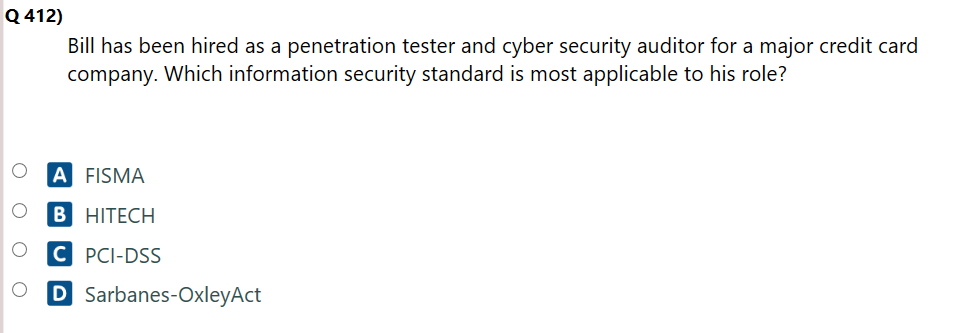 Q 412)
Bill has been hired as a penetration tester and cyber security auditor for a major credit card
company. Which information security standard is most applicable to his role?
A FISMA
B HITECH
C PCI-DSS
D Sarbanes-OxleyAct